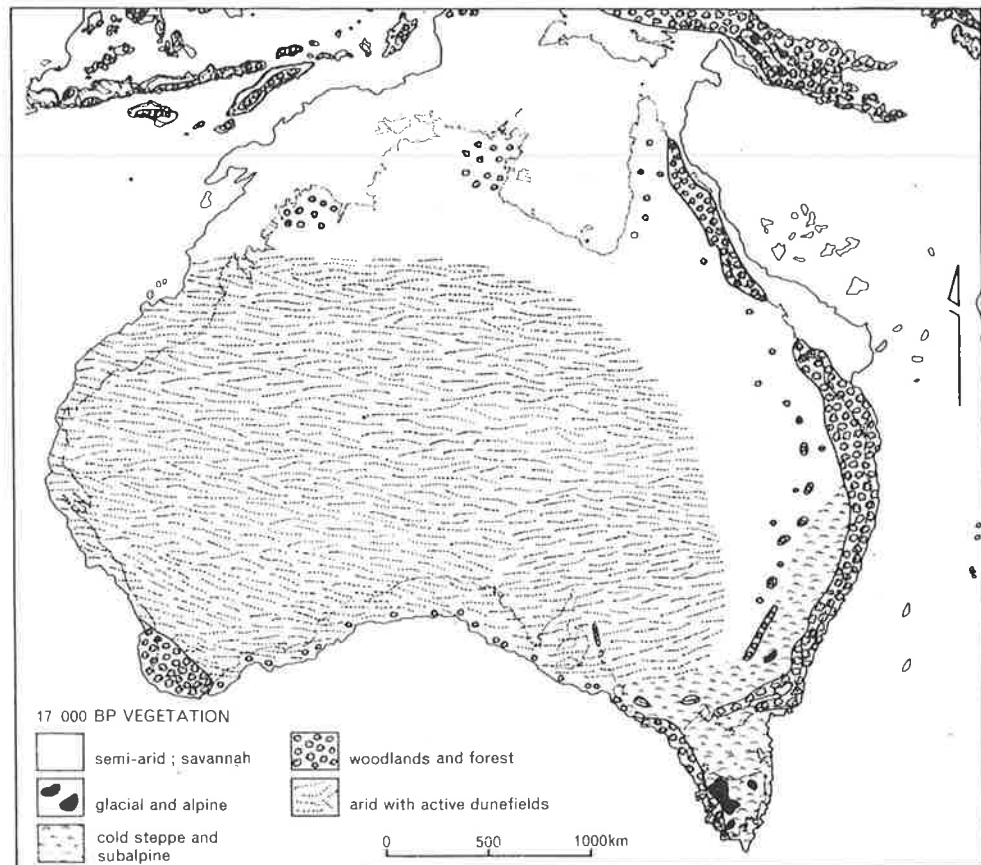 17 000 BP VEGETATION
semi-arid ; savannah
glacial and alpine
cold steppe and
subalpine
woodlands and forest
arid with active dunefields
0 500 1000km